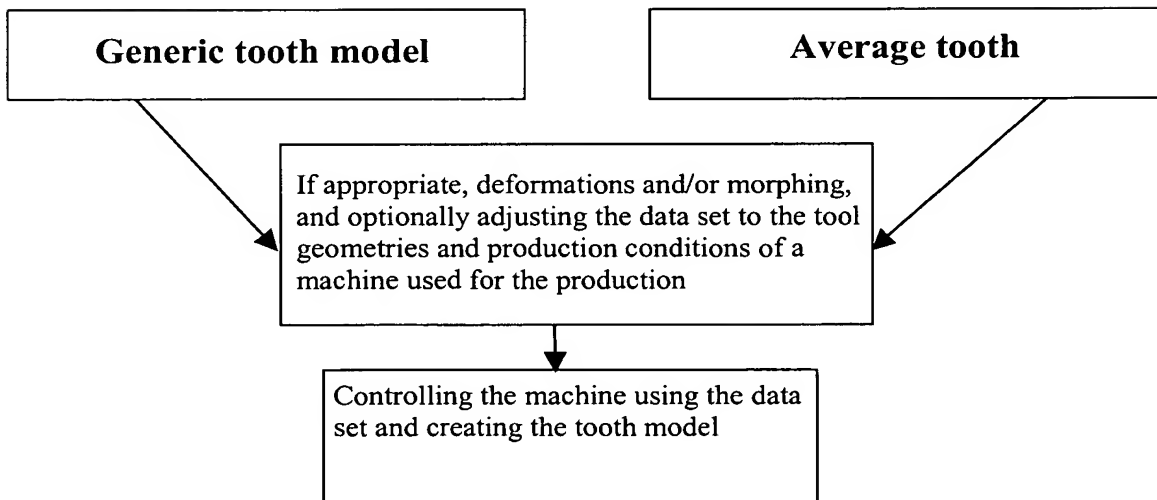 Generic tooth model
Average tooth
If appropriate, deformations and/or morphing,
and optionally adjusting the data set to the tool
geometries and production conditions of a
machine used for the production
Controlling the machine using the data
set and creating the tooth model